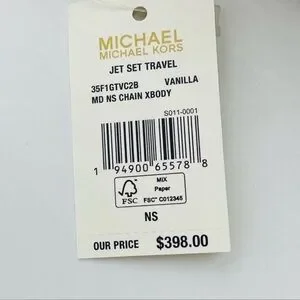 MICHAEL
MICHAEL KORS
JET SET TRAVEL
35F1GTVC2B VANILLA
MD NS CHAIN XBODY
S011-0001
1 94900 65578 8
FSC
MIX
Paper
FSC® C012345
NS
OUR PRICE $398.00